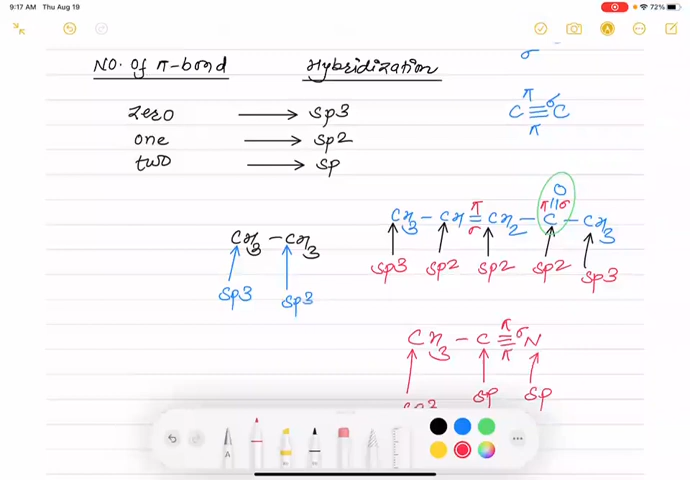 9:17 AM Thu Aug 19
72%
No. of π-bond Hybridization
zero → sp3
one → sp2
two → sp
σ
π σ
C≡C
π
O
π||σ
CH3 - CH = CH2 - C - CH3
π
σ
sp3 sp2 sp2 sp2 sp3
CH3 - CH3
sp3 sp3
π σ
CH3 - C≡N
π
sp3 sp sp
A